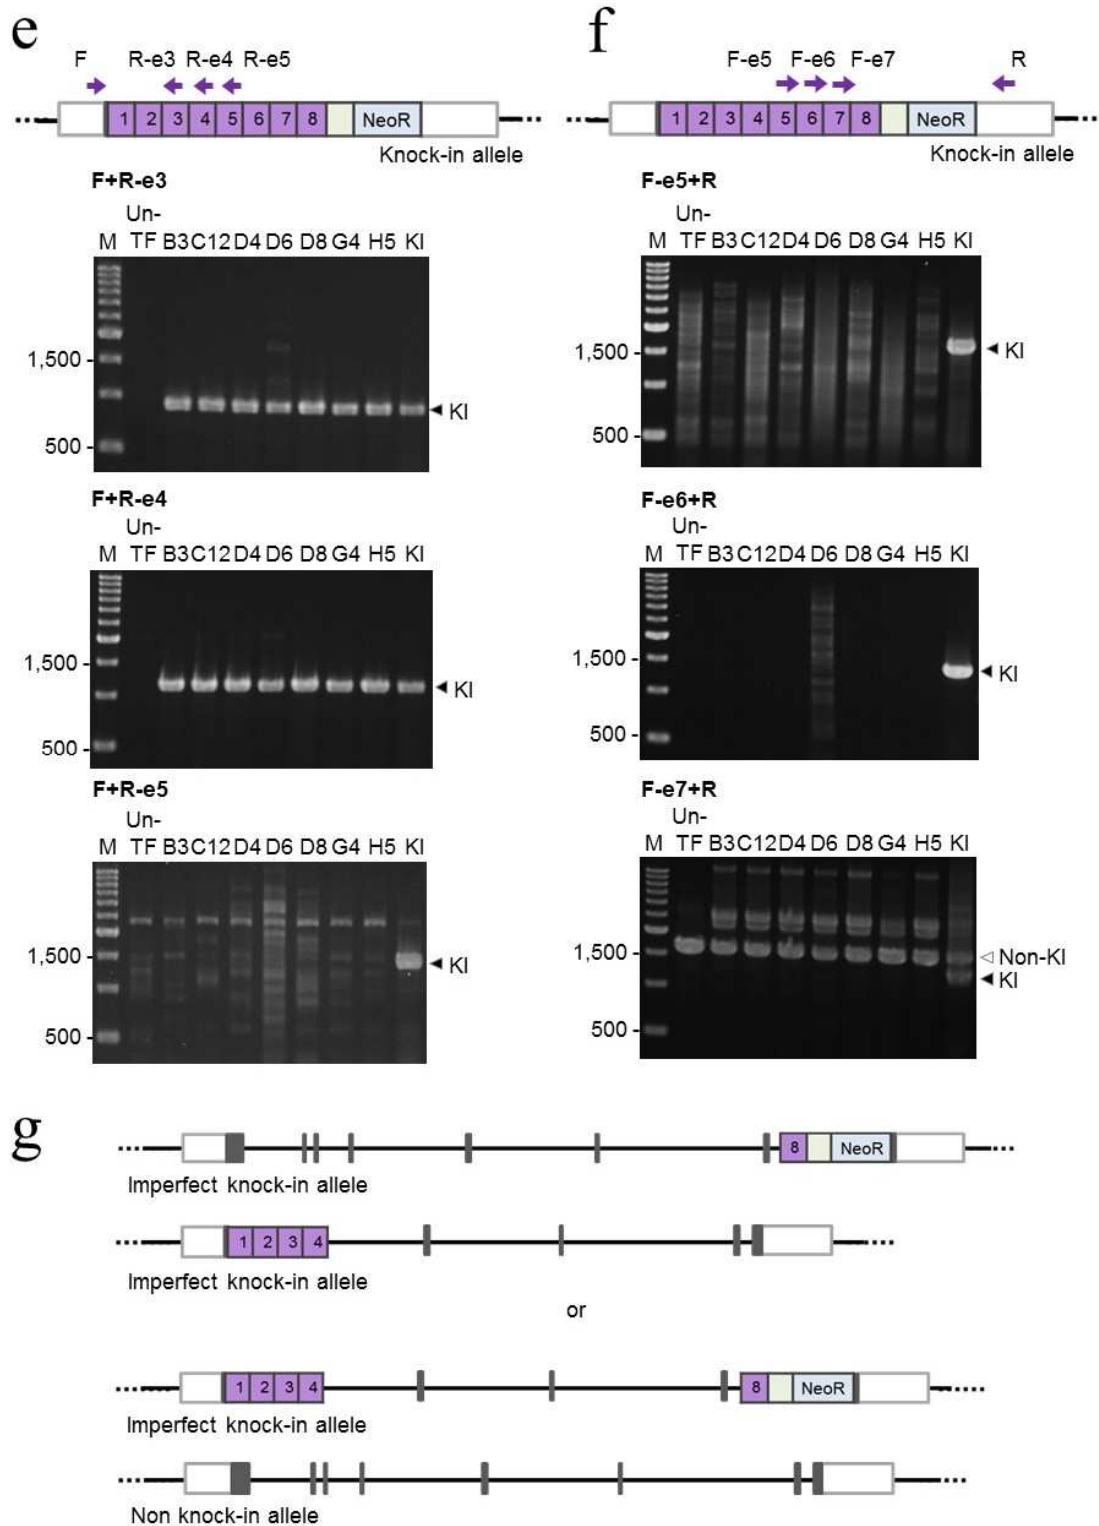 e
F R-e3 R-e4 R-e5
1 2 3 4 5 6 7 8 NeoR
Knock-in allele
F+R-e3
Un-
M TF B3 C12 D4 D6 D8 G4 H5 KI
1,500 -
KI
500 -
F+R-e4
Un-
M TF B3 C12 D4 D6 D8 G4 H5 KI
1,500 -
KI
500 -
F+R-e5
Un-
M TF B3 C12 D4 D6 D8 G4 H5 KI
1,500 -
KI
500 -
f
F-e5 F-e6 F-e7 R
1 2 3 4 5 6 7 8 NeoR
Knock-in allele
F-e5+R
Un-
M TF B3 C12 D4 D6 D8 G4 H5 KI
1,500 -
KI
500 -
F-e6+R
Un-
M TF B3 C12 D4 D6 D8 G4 H5 KI
1,500 -
KI
500 -
F-e7+R
Un-
M TF B3 C12 D4 D6 D8 G4 H5 KI
1,500 -
Non-KI
KI
500 -
g
8 NeoR
Imperfect knock-in allele
1 2 3 4
Imperfect knock-in allele
or
1 2 3 4 8 NeoR
Imperfect knock-in allele
Non knock-in allele